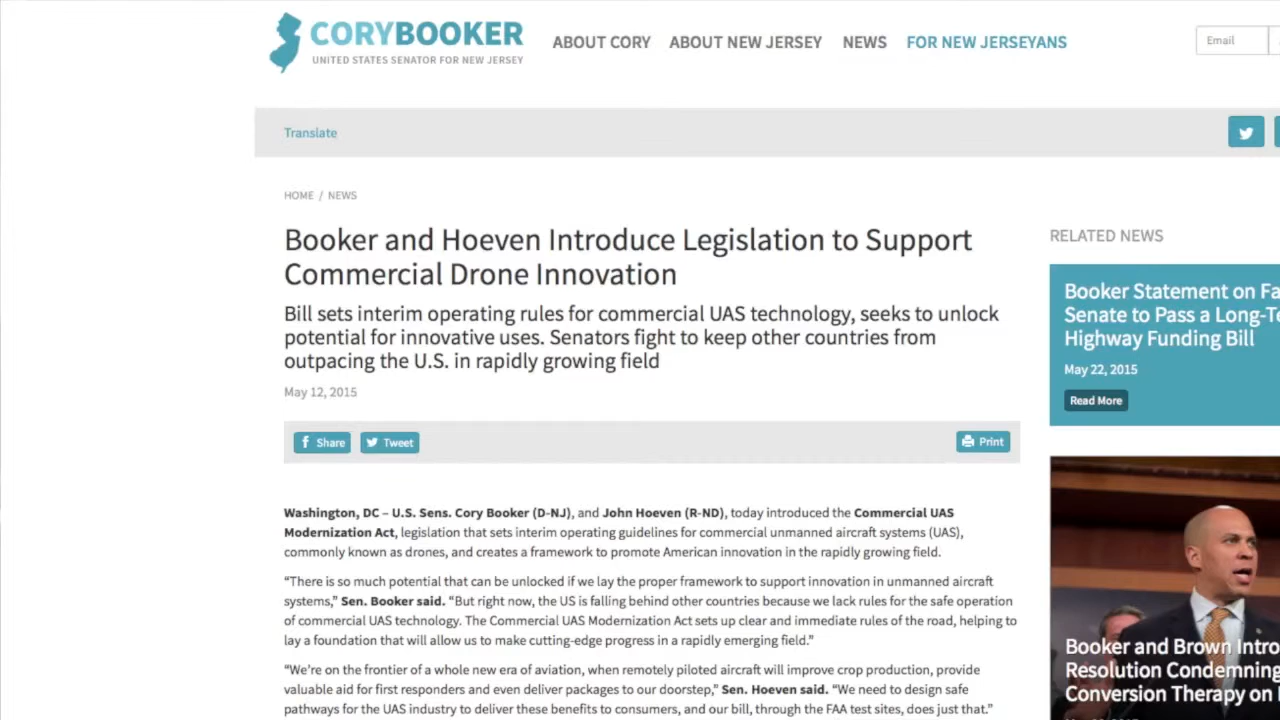 CORYBOOKER
UNITED STATES SENATOR FOR NEW JERSEY
ABOUT CORY
ABOUT NEW JERSEY
NEWS
FOR NEW JERSEYANS
Email
Translate
HOME / NEWS
Booker and Hoeven Introduce Legislation to Support
Commercial Drone Innovation
Bill sets interim operating rules for commercial UAS technology, seeks to unlock
potential for innovative uses. Senators fight to keep other countries from
outpacing the U.S. in rapidly growing field
May 12, 2015
Share
Tweet
Print
Washington, DC – U.S. Sens. Cory Booker (D-NJ), and John Hoeven (R-ND), today introduced the Commercial UAS
Modernization Act, legislation that sets interim operating guidelines for commercial unmanned aircraft systems (UAS),
commonly known as drones, and creates a framework to promote American innovation in the rapidly growing field.
“There is so much potential that can be unlocked if we lay the proper framework to support innovation in unmanned aircraft
systems,” Sen. Booker said. “But right now, the US is falling behind other countries because we lack rules for the safe operation
of commercial UAS technology. The Commercial UAS Modernization Act sets up clear and immediate rules of the road, helping to
lay a foundation that will allow us to make cutting-edge progress in a rapidly emerging field.”
“We’re on the frontier of a whole new era of aviation, when remotely piloted aircraft will improve crop production, provide
valuable aid for first responders and even deliver packages to our doorstep,” Sen. Hoeven said. “We need to design safe
pathways for the UAS industry to deliver these benefits to consumers, and our bill, through the FAA test sites, does just that.”
RELATED NEWS
Booker Statement on Fa
Senate to Pass a Long-Te
Highway Funding Bill
May 22, 2015
Read More
Booker and Brown Intro
Resolution Condemning
Conversion Therapy on